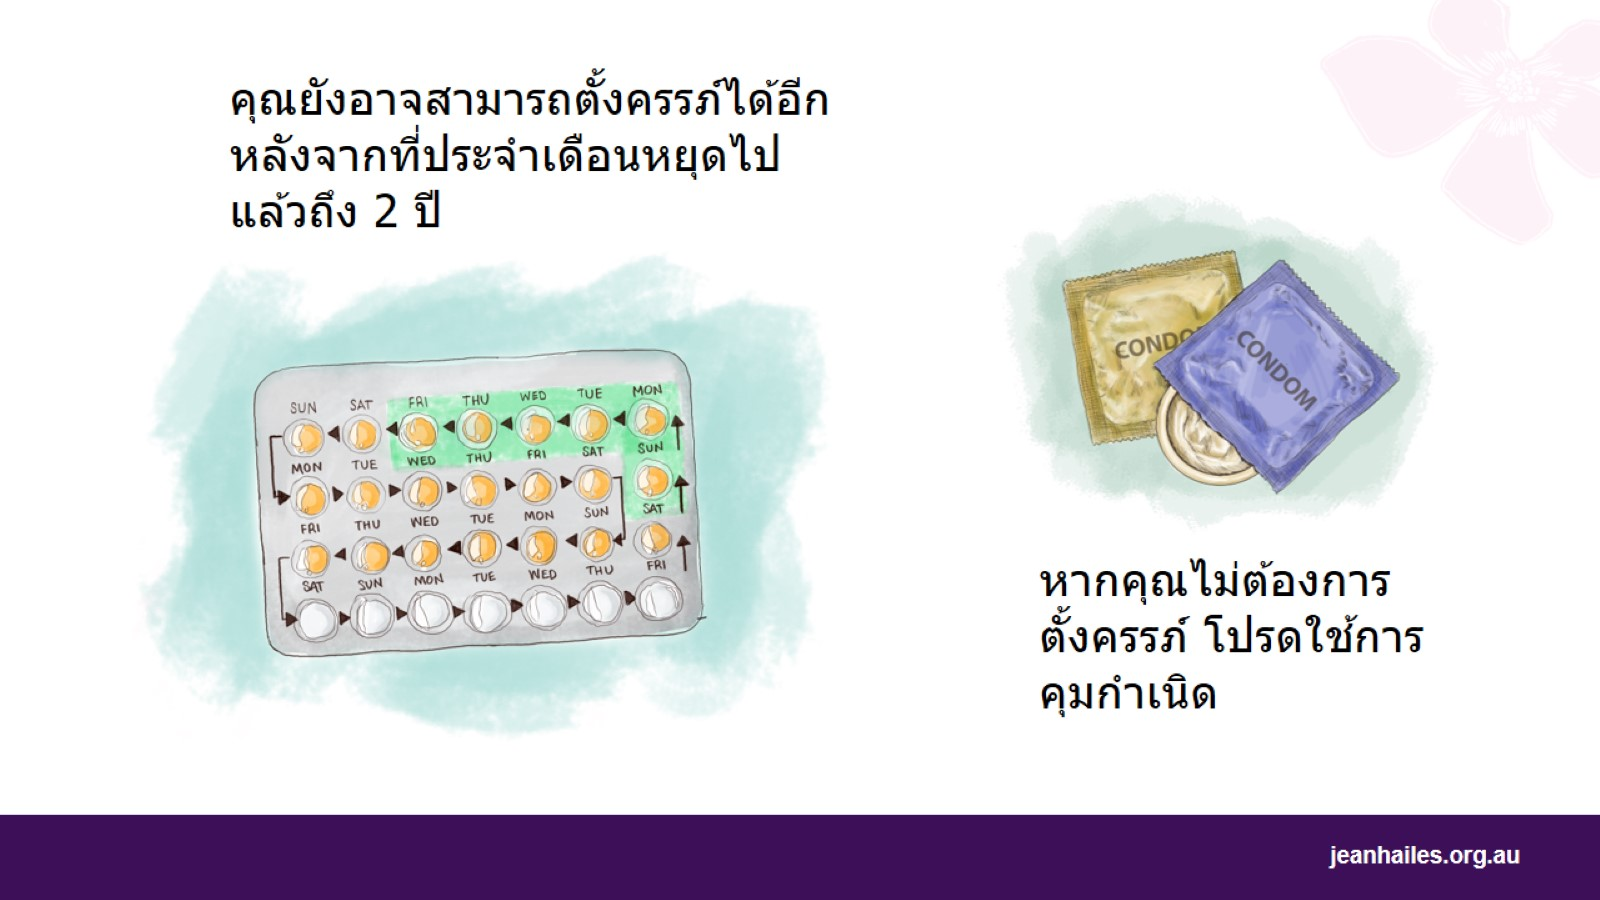 คุณยังอาจสามารถตั้งครรภ์ได้อีก
หลังจากที่ประจำเดือนหยุดไป
แล้วถึง 2 ปี
SUN SAT FRI THU WED TUE MON
MON TUE WED THU FRI SAT SUN
FRI THU WED TUE MON SUN SAT
SAT SUN MON TUE WED THU FRI
CONDO
CONDOM
หากคุณไม่ต้องการ
ตั้งครรภ์ โปรดใช้การ
คุมกำเนิด
jeanhailes.org.au